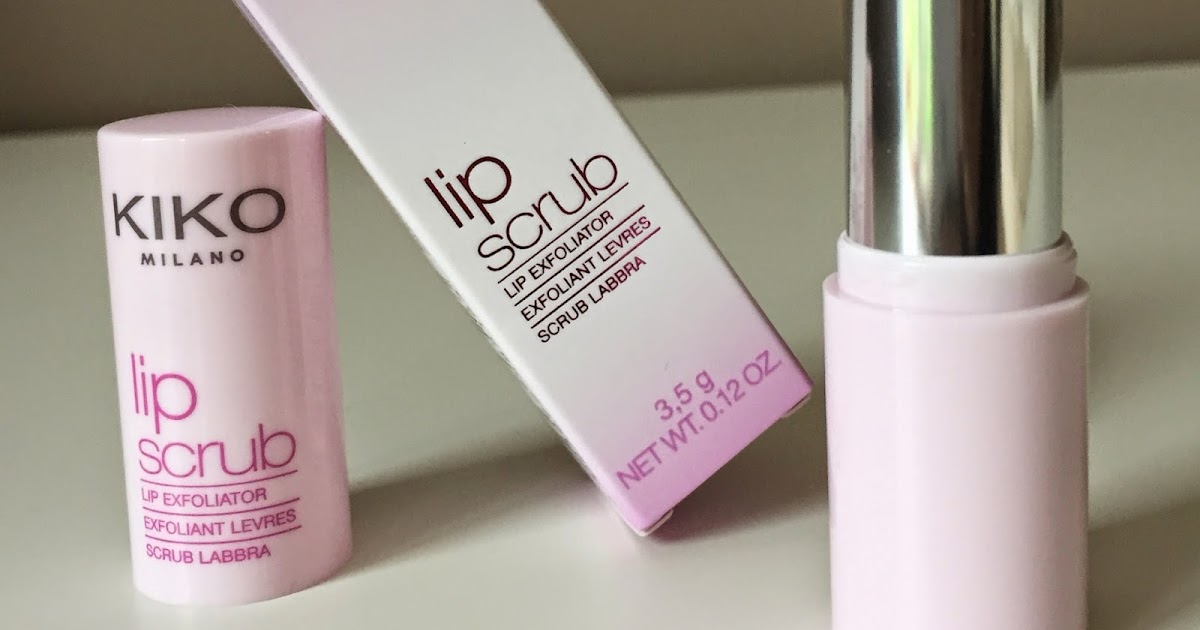 KIKO
MILANO
lip
scrub
LIP EXFOLIATOR
EXFOLIANT LEVRES
SCRUB LABBRA
lip
scrub
LIP EXFOLIATOR
EXFOLIANT LEVRES
SCRUB LABBRA
3,5 g
NET WT. 0.12 OZ.